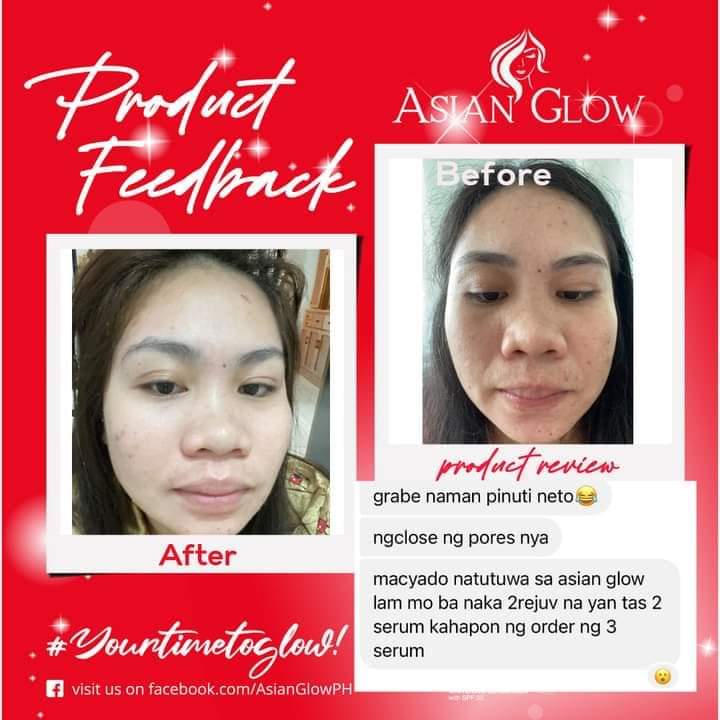 Product
Feedback
ASIAN GLOW
Before
After
product review
grabe naman pinuti neto😂
ngclose ng pores nya
macyado natutuwa sa asian glow
lam mo ba naka 2rejuv na yan tas 2
serum kahapon ng order ng 3
serum
😮
#Yourtimetoglow!
visit us on facebook.com/AsianGlowPH
with SPF